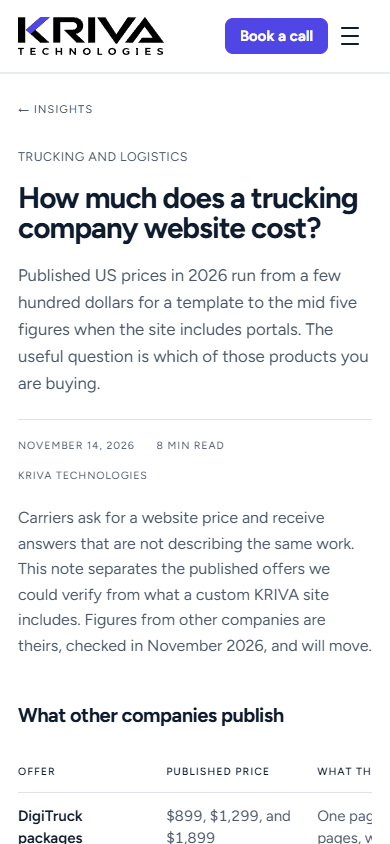 KRIVA
TECHNOLOGIES
Book a call
← INSIGHTS
TRUCKING AND LOGISTICS
How much does a trucking
company website cost?
Published US prices in 2026 run from a few
hundred dollars for a template to the mid five
figures when the site includes portals. The
useful question is which of those products you
are buying.
NOVEMBER 14, 2026 8 MIN READ
KRIVA TECHNOLOGIES
Carriers ask for a website price and receive
answers that are not describing the same work.
This note separates the published offers we
could verify from what a custom KRIVA site
includes. Figures from other companies are
theirs, checked in November 2026, and will move.
What other companies publish
OFFER PUBLISHED PRICE WHAT TH
DigiTruck $899, $1,299, and One pag
packages $1,899 pages, w